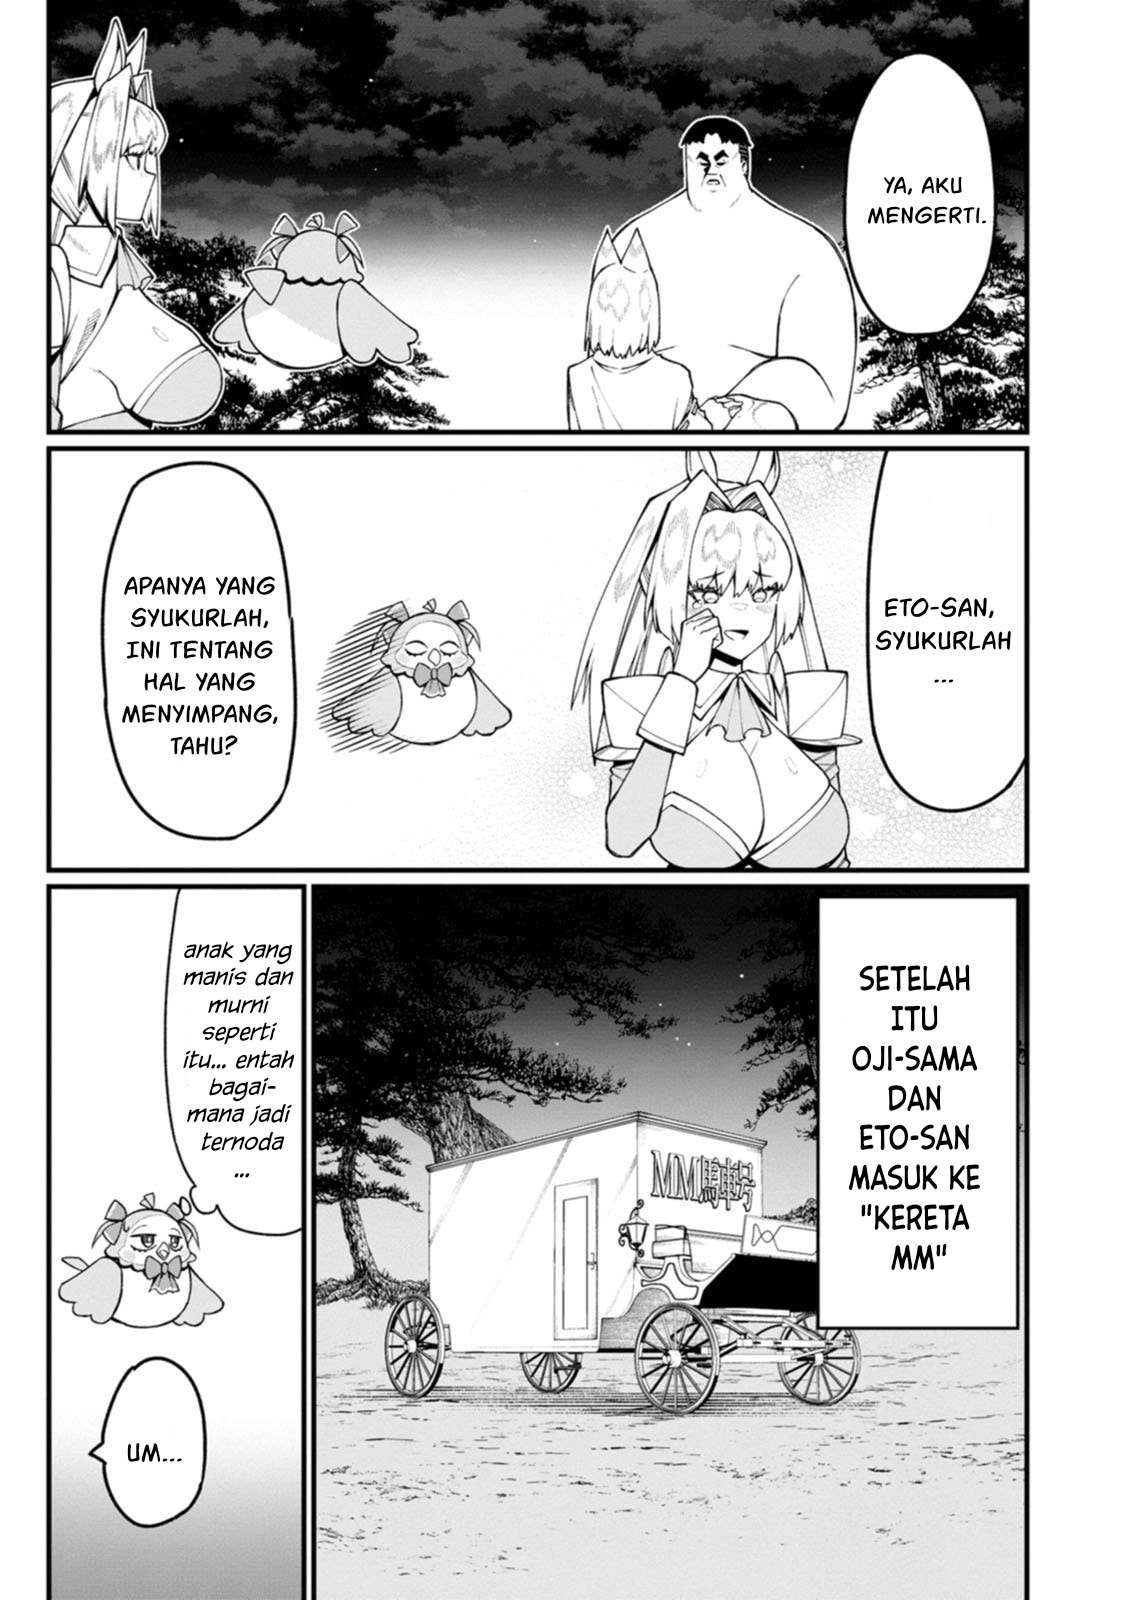 YA, AKU
MENGERTI.
ETO-SAN,
SYUKURLAH
...
APANYA YANG
SYUKURLAH,
INI TENTANG
HAL YANG
MENYIMPANG,
TAHU?
SETELAH
ITU
OJI-SAMA
DAN
ETO-SAN
MASUK KE
"KERETA
MM"
MM馬車号
anak yang
manis dan
murni
seperti
itu... entah
bagai-
mana jadi
ternoda
...
UM...